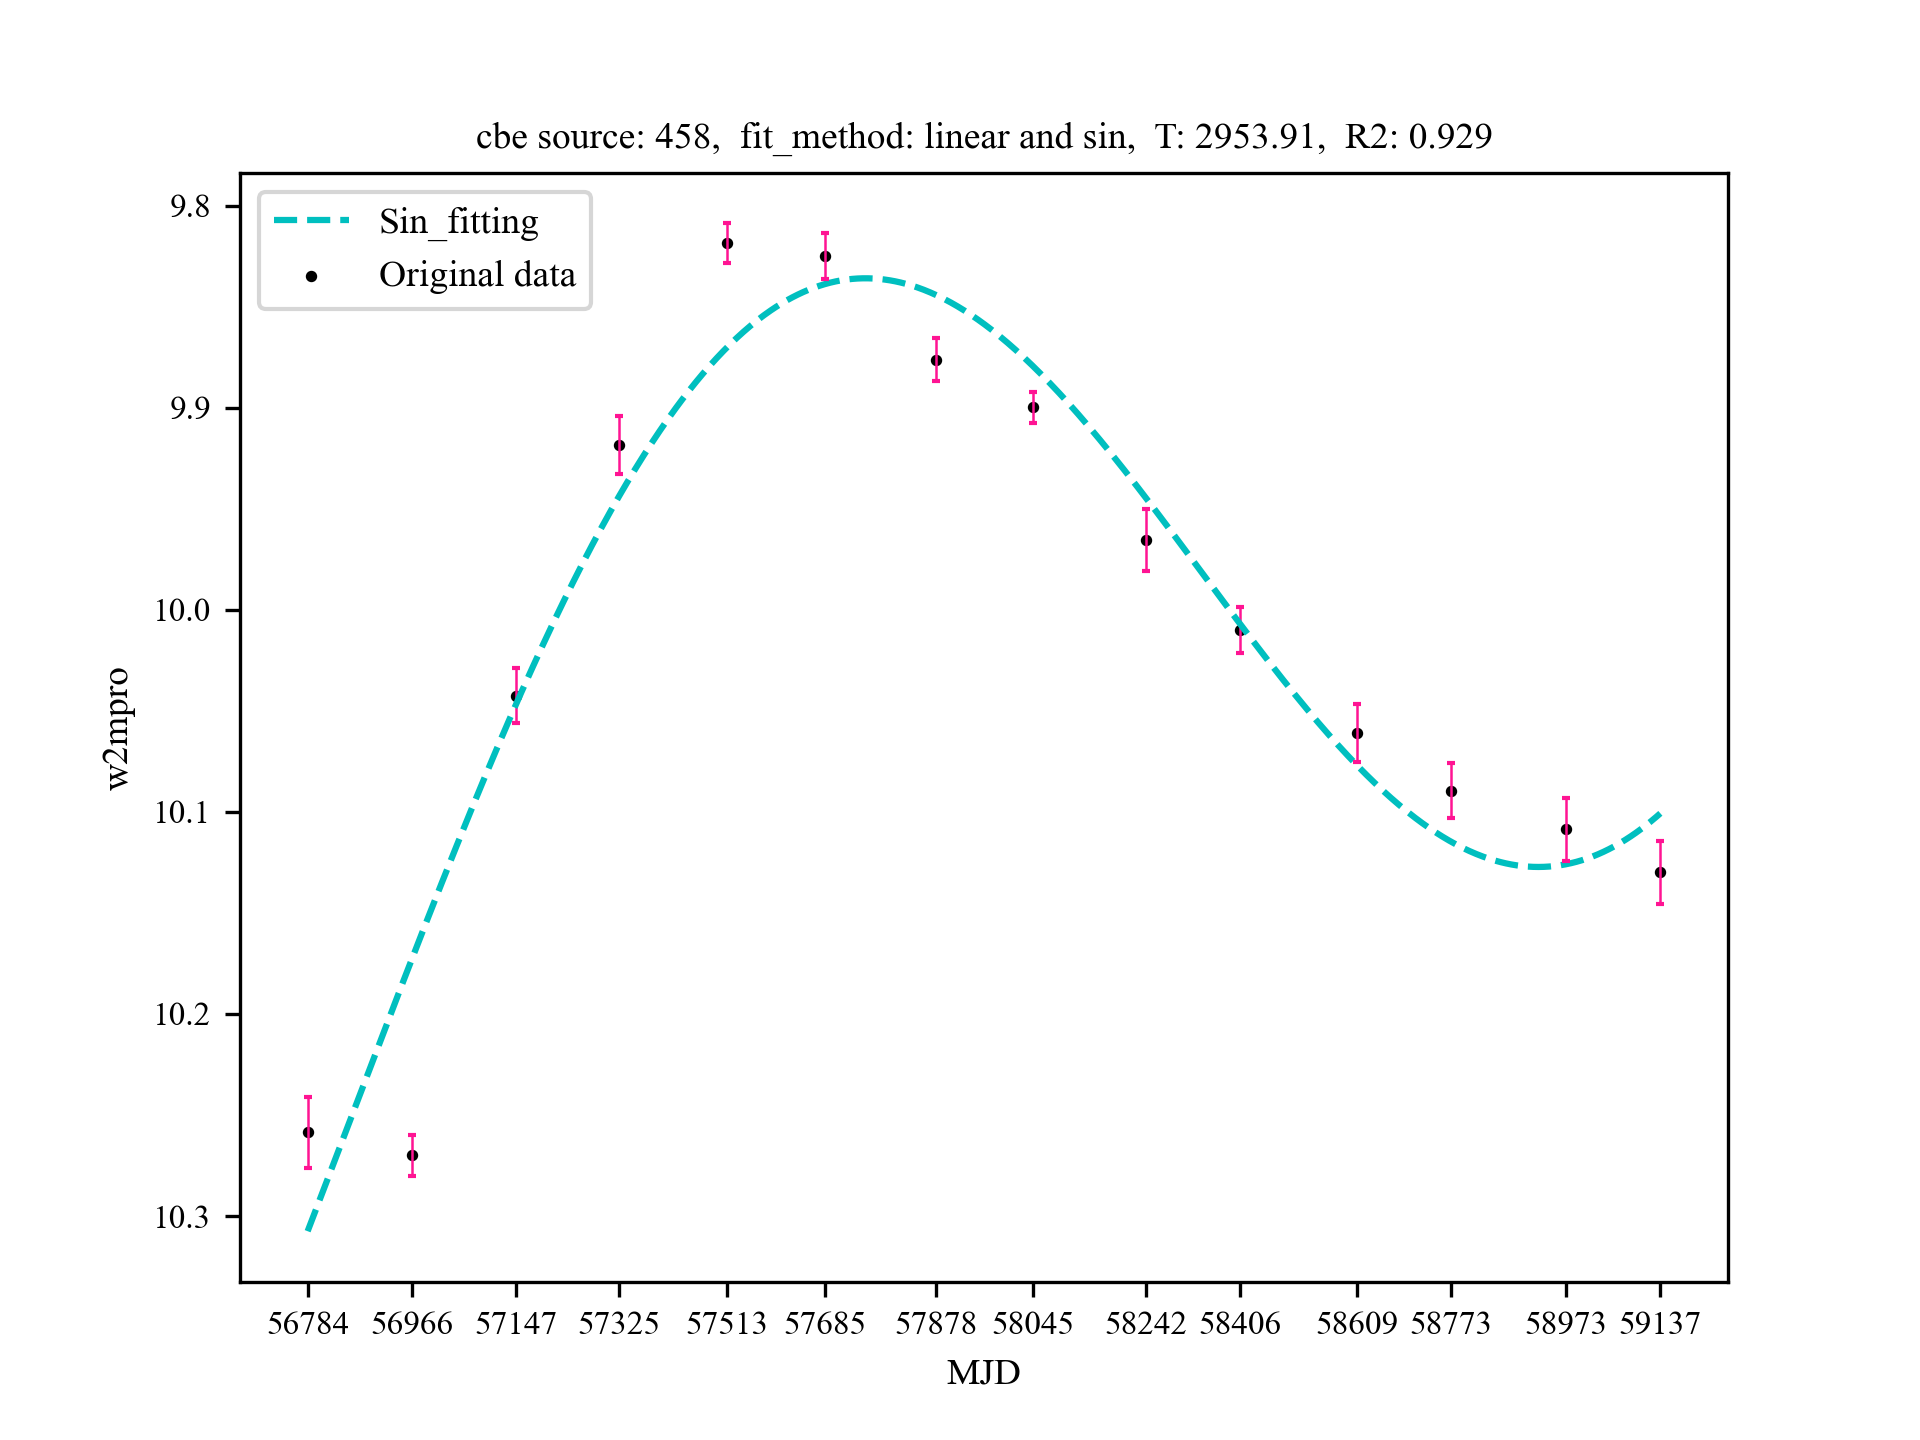 cbe source: 458,  fit_method: linear and sin,  T: 2953.91,  R2: 0.929
Sin_fitting
Original data
9.8
9.9
10.0
10.1
10.2
10.3
w2mpro
56784 56966 57147 57325 57513 57685 57878 58045 58242 58406 58609 58773 58973 59137
MJD